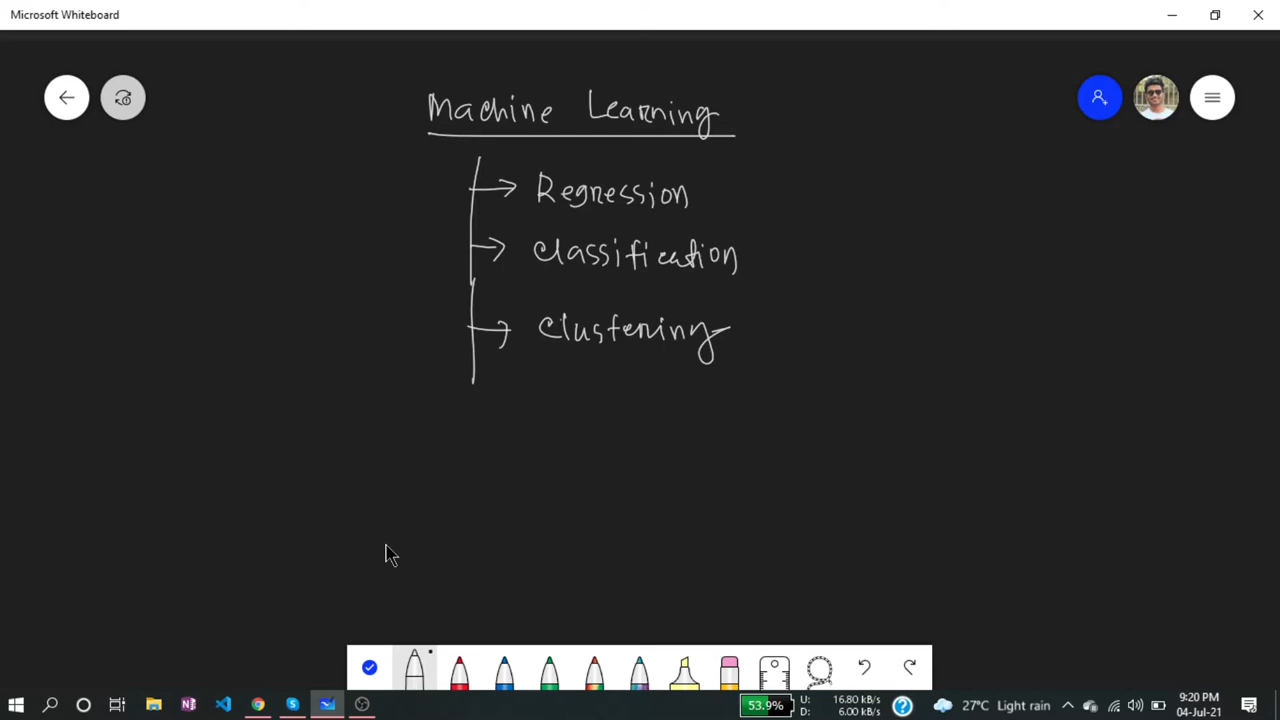 Microsoft Whiteboard
Machine Learning
Regression
Classification
Clustering
53.9%
U: 16.80 kB/s
D: 6.00 kB/s
27°C Light rain
9:20 PM
04-Jul-21